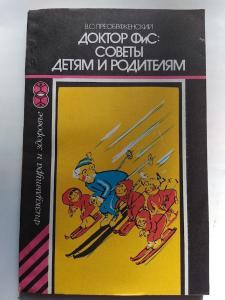 В.С. ПРЕОБРАЖЕНСКИЙ
ДОКТОР ФиС:
СОВЕТЫ
ДЕТЯМ И РОДИТЕЛЯМ
Физкультура и здоровье